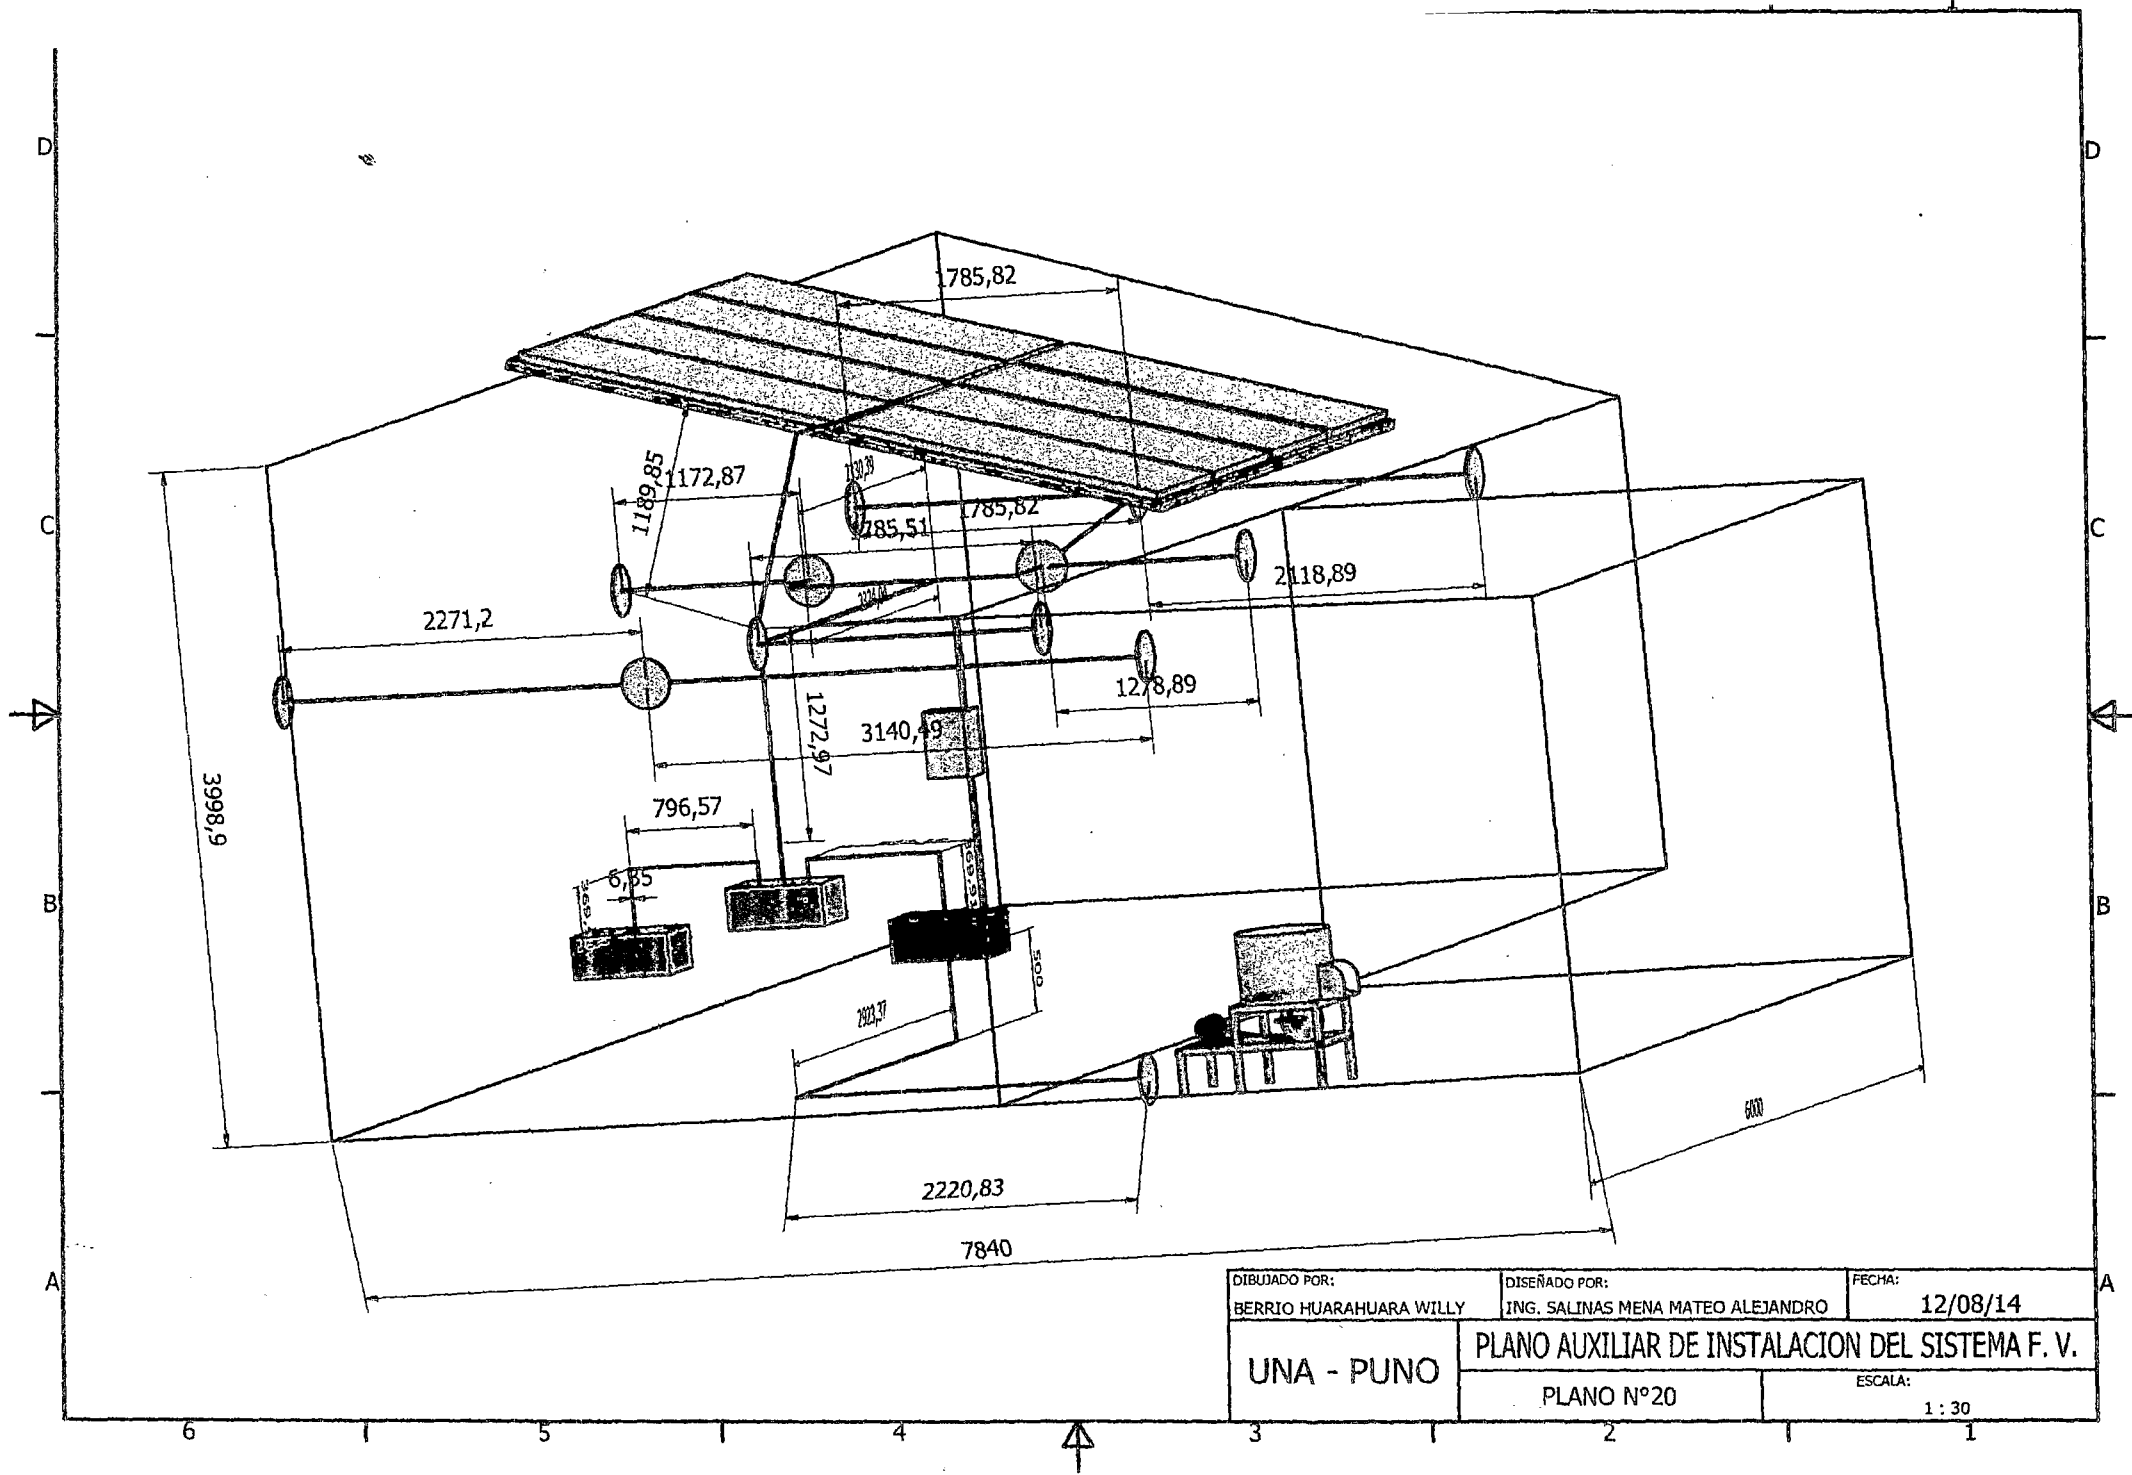 D
D
1785,82
1172,87
1189,85
1785,82
785,51
C
C
2118,89
2271,2
1278,89
3140,49
1272,97
3998,9
796,57
6,35
B
B
500
2923,37
6000
2220,83
7840
A
A
DIBUJADO POR:
BERRIO HUARAHUARA WILLY
DISEÑADO POR:
ING. SALINAS MENA MATEO ALEJANDRO
FECHA:
12/08/14
UNA - PUNO
PLANO AUXILIAR DE INSTALACION DEL SISTEMA F. V.
PLANO Nº20
ESCALA:
1 : 30
6
5
4
3
2
1